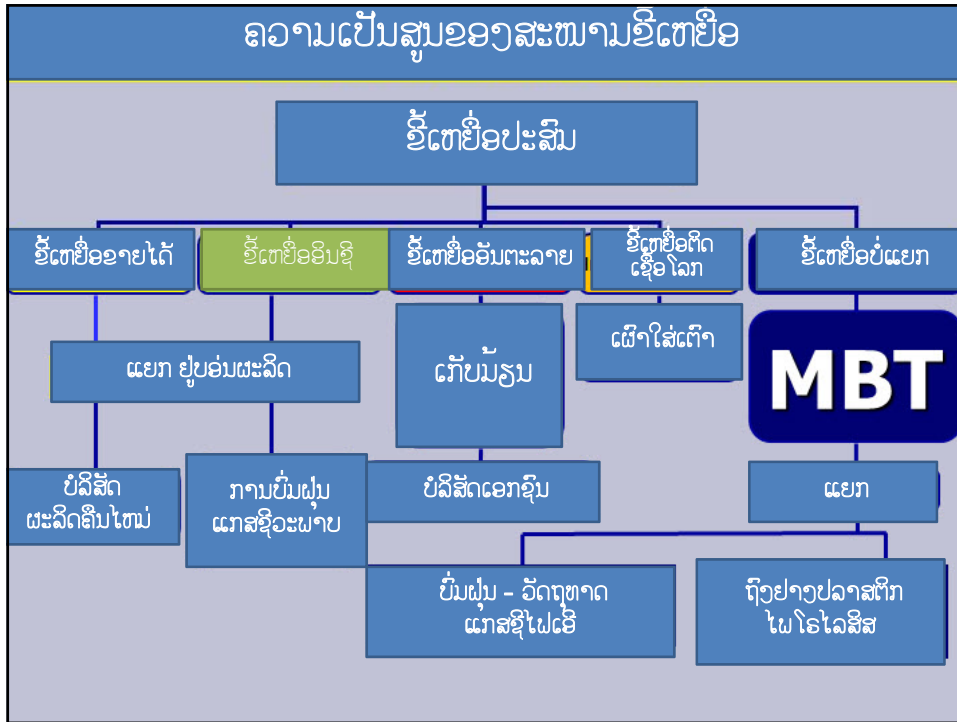 ຄວາມເປັນສູນຂອງສະໜາມຂີ້ເຫຍື່ອ
ຂີ້ເຫຍື່ອປະສົມ
ຂີ້ເຫຍື່ອຂາຍໄດ້
ຂີ້ເຫຍື່ອອິນຊີ
ຂີ້ເຫຍື່ອອັນຕະລາຍ
ຂີ້ເຫຍື່ອຕິດ
ເຊື້ອໂລກ
ຂີ້ເຫຍື່ອບໍ່ແຍກ
ແຍກ ຢູ່ບອ່ນຜະລິດ
ເກັບມ້ຽນ
ເຜົາໃສ່ເຕົາ
MBT
ບໍລິສັດ
ຜະລິດຄືນໄຫມ່
ການບົ່ມຝຸ່ນ
ແກສຊີວະພາບ
ບໍລິສັດເອກຊົນ
ແຍກ
ບົ່ມຝຸ່ນ – ວັດຖຸທາດ
ແກສຊີໄຟເອີ
ຖົງຢາງປລາສຕິກ
ໄພໂຣໄລສິສ